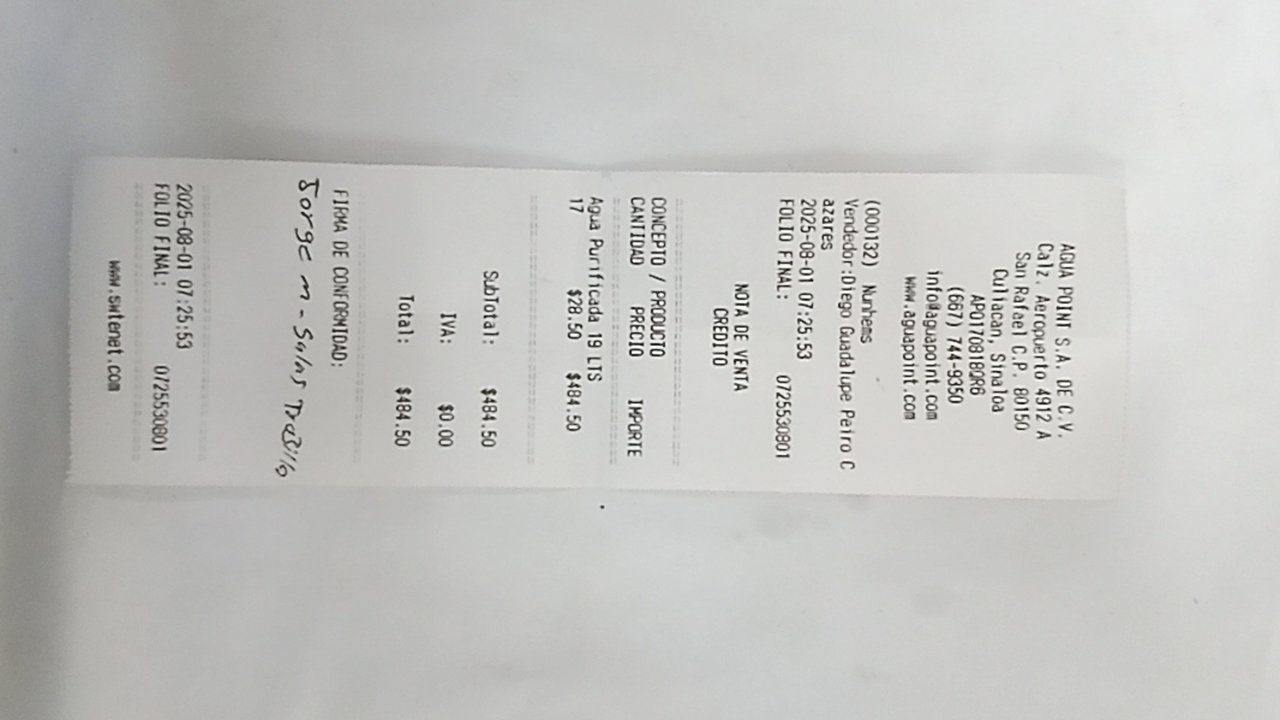 AGUA POINT S.A. DE C.V.
Calz. Aeropuerto 4912 A
San Rafael C.P. 80150
Culiacan, Sinaloa
APO170818QR6
(667) 744-9350
info@aguapoint.com
www.aguapoint.com
(000132) Nunhems
Vendedor:Diego Guadalupe Peiro C
azares
2025-08-01 07:25:53
FOLIO FINAL: 0725530801
NOTA DE VENTA
CREDITO
CONCEPTO / PRODUCTO
CANTIDAD PRECIO IMPORTE
Agua Purificada 19 LTS
17 $28.50 $484.50
SubTotal: $484.50
IVA: $0.00
Total: $484.50
FIRMA DE CONFORMIDAD:
Jorge m - Salas
2025-08-01 07:25:53
FOLIO FINAL: 0725530801
www.swtenet.com